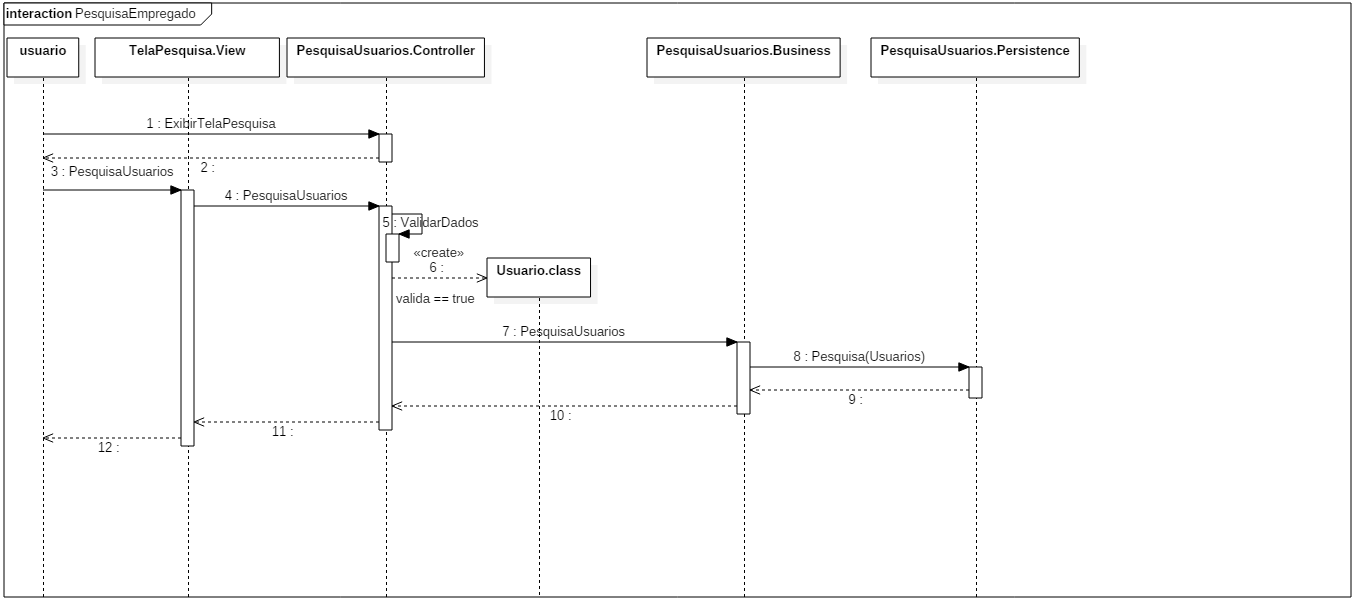 interaction PesquisaEmpregado
usuario
TelaPesquisa.View
PesquisaUsuarios.Controller
PesquisaUsuarios.Business
PesquisaUsuarios.Persistence
1 : ExibirTelaPesquisa
2 :
3 : PesquisaUsuarios
4 : PesquisaUsuarios
5 : ValidarDados
«create»
6 :
Usuario.class
valida == true
7 : PesquisaUsuarios
8 : Pesquisa(Usuarios)
9 :
10 :
11 :
12 :